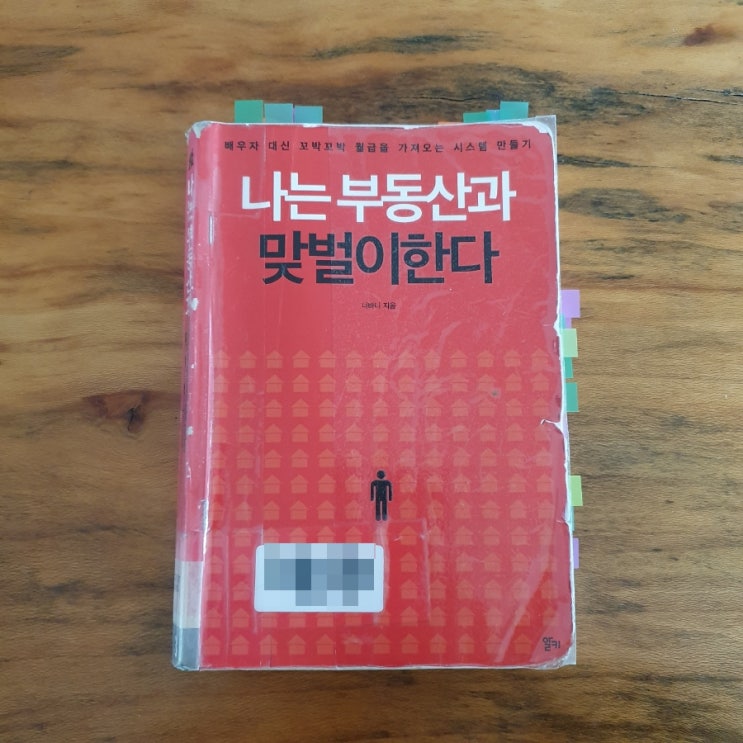 배우자 대신 꼬박꼬박 월급을 가져오는 시스템 만들기
나는 부동산과
맞벌이한다
너바나 지음
알키